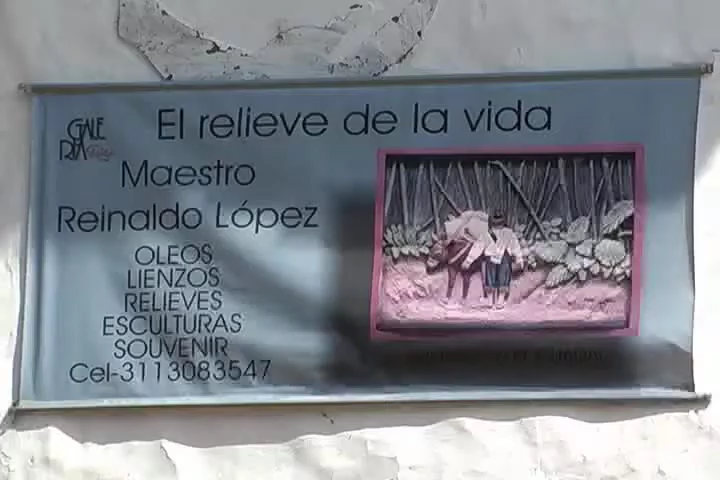 GALE
RIA
El relieve de la vida
Maestro
Reinaldo López
OLEOS
LIENZOS
RELIEVES
ESCULTURAS
SOUVENIR
Cel-3113083547